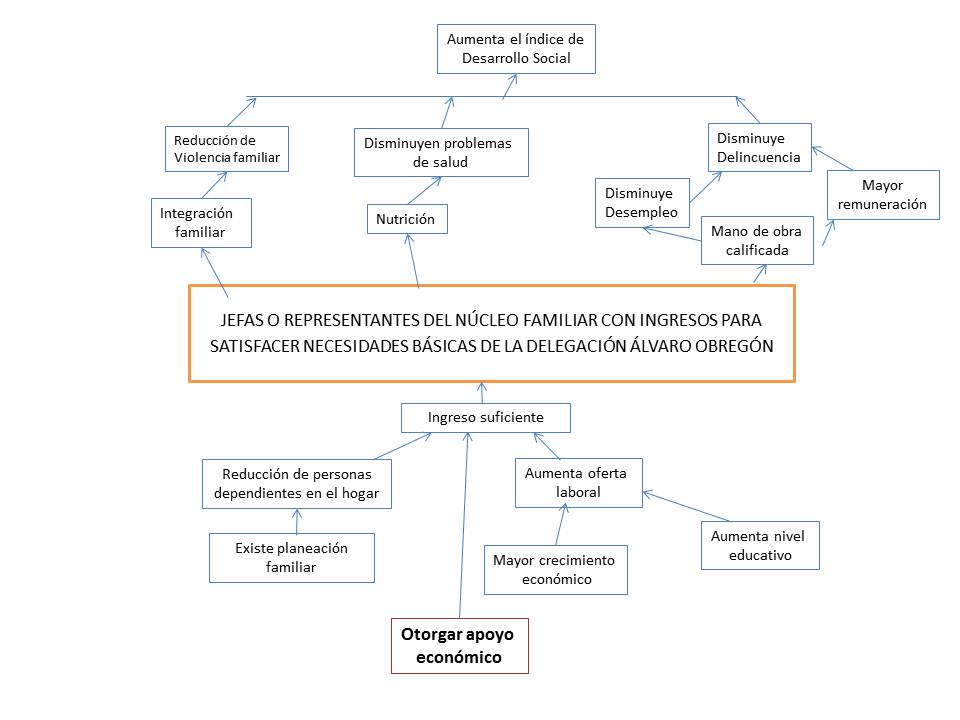 Aumenta el índice de
Desarrollo Social
Reducción de
Violencia familiar
Disminuyen problemas
de salud
Disminuye
Delincuencia
Integración
familiar
Nutrición
Disminuye
Desempleo
Mayor
remuneración
Mano de obra
calificada
JEFAS O REPRESENTANTES DEL NÚCLEO FAMILIAR CON INGRESOS PARA
SATISFACER NECESIDADES BÁSICAS DE LA DELEGACIÓN ÁLVARO OBREGÓN
Ingreso suficiente
Reducción de personas
dependientes en el hogar
Aumenta oferta
laboral
Existe planeación
familiar
Mayor crecimiento
económico
Aumenta nivel
educativo
Otorgar apoyo
económico